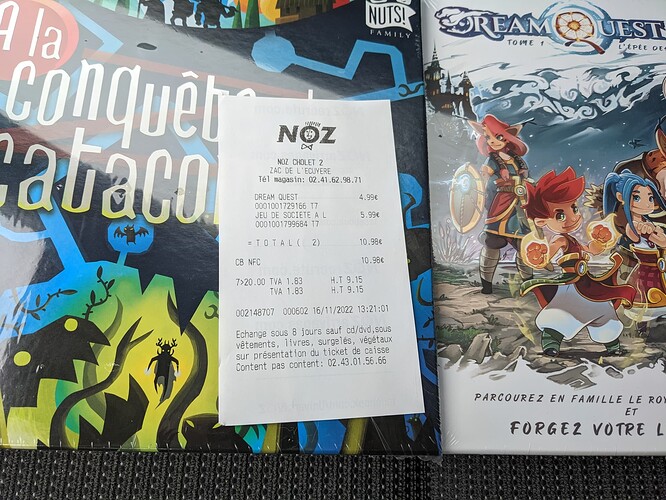 NUTS!
FAMILY
A la
conquête
cataco
DREAM QUEST
TOME 1
L'ÉPÉE DE
NOZ
NOZ CHOLET 2
ZAC DE L'ECUYERE
Tél magasin: 02.41.62.98.71
DREAM QUEST 4.99€
0001001729166 T7
JEU DE SOCIETE A L 5.99€
0001001799684 T7
= T O T A L ( 2) 10.98€
CB NFC 10.98€
7>20.00 TVA 1.83 H.T 9.15
TVA 1.83 H.T 9.15
002148707 000602 16/11/2022 13:21:01
Echange sous 8 jours sauf cd/dvd,sous
vêtements, livres, surgelés, végétaux
sur présentation du ticket de caisse
Content pas content: 02.43.01.56.66
PARCOUREZ EN FAMILLE LE ROY
ET
FORGEZ VOTRE L